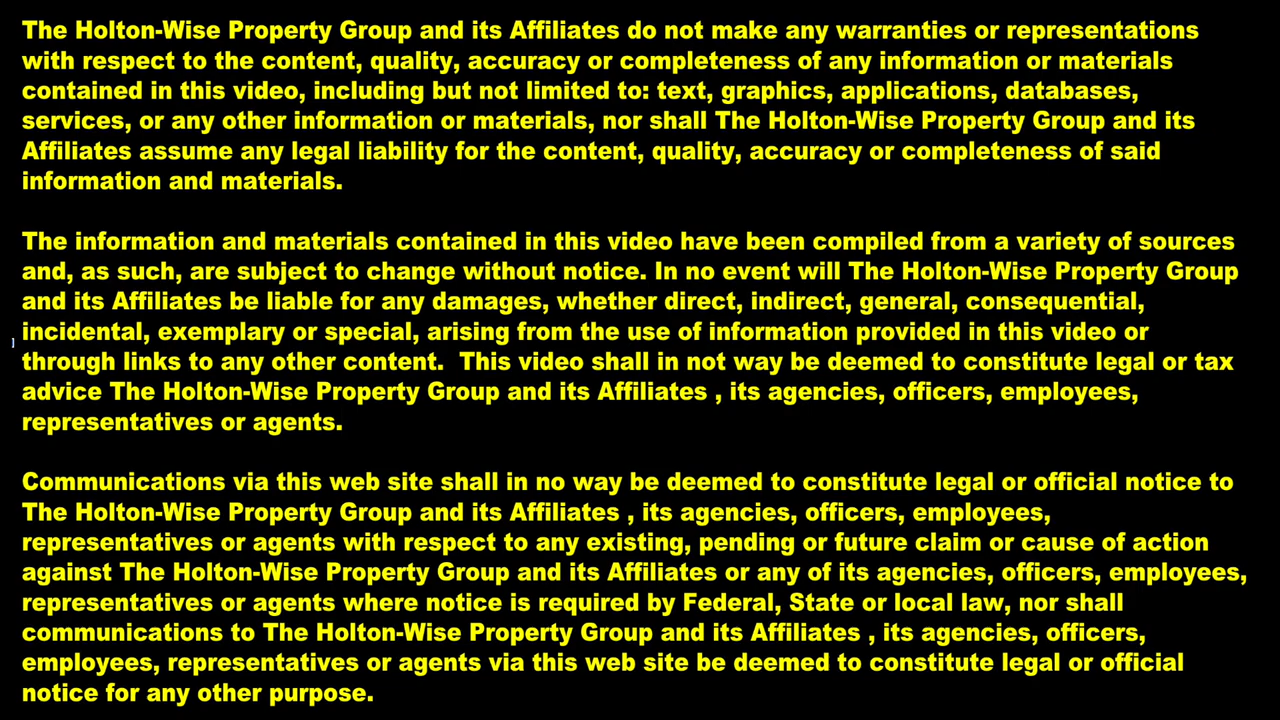 The Holton-Wise Property Group and its Affiliates do not make any warranties or representations
with respect to the content, quality, accuracy or completeness of any information or materials
contained in this video, including but not limited to: text, graphics, applications, databases,
services, or any other information or materials, nor shall The Holton-Wise Property Group and its
Affiliates assume any legal liability for the content, quality, accuracy or completeness of said
information and materials.
The information and materials contained in this video have been compiled from a variety of sources
and, as such, are subject to change without notice. In no event will The Holton-Wise Property Group
and its Affiliates be liable for any damages, whether direct, indirect, general, consequential,
incidental, exemplary or special, arising from the use of information provided in this video or
through links to any other content.  This video shall in not way be deemed to constitute legal or tax
advice The Holton-Wise Property Group and its Affiliates , its agencies, officers, employees,
representatives or agents.
Communications via this web site shall in no way be deemed to constitute legal or official notice to
The Holton-Wise Property Group and its Affiliates , its agencies, officers, employees,
representatives or agents with respect to any existing, pending or future claim or cause of action
against The Holton-Wise Property Group and its Affiliates or any of its agencies, officers, employees,
representatives or agents where notice is required by Federal, State or local law, nor shall
communications to The Holton-Wise Property Group and its Affiliates , its agencies, officers,
employees, representatives or agents via this web site be deemed to constitute legal or official
notice for any other purpose.